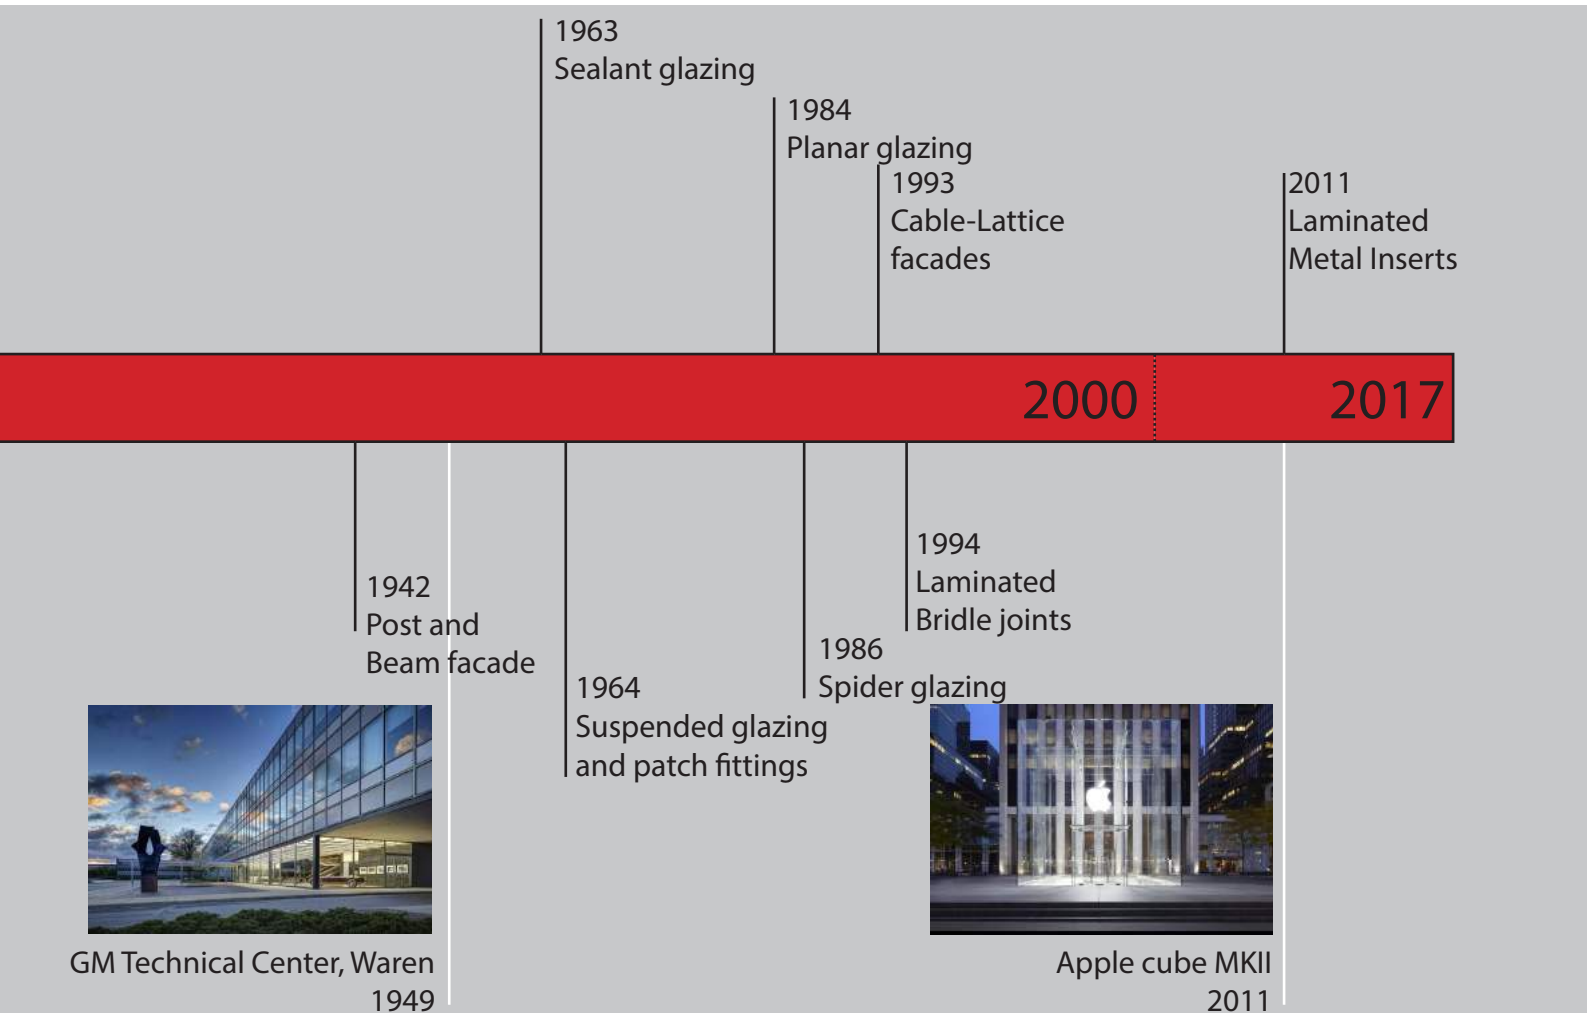 1963
Sealant glazing
1984
Planar glazing
1993
Cable-Lattice
facades
2011
Laminated
Metal Inserts
2000
2017
1942
Post and
Beam facade
1964
Suspended glazing
and patch fittings
1986
Spider glazing
1994
Laminated
Bridle joints
GM Technical Center, Waren
1949
Apple cube MKII
2011